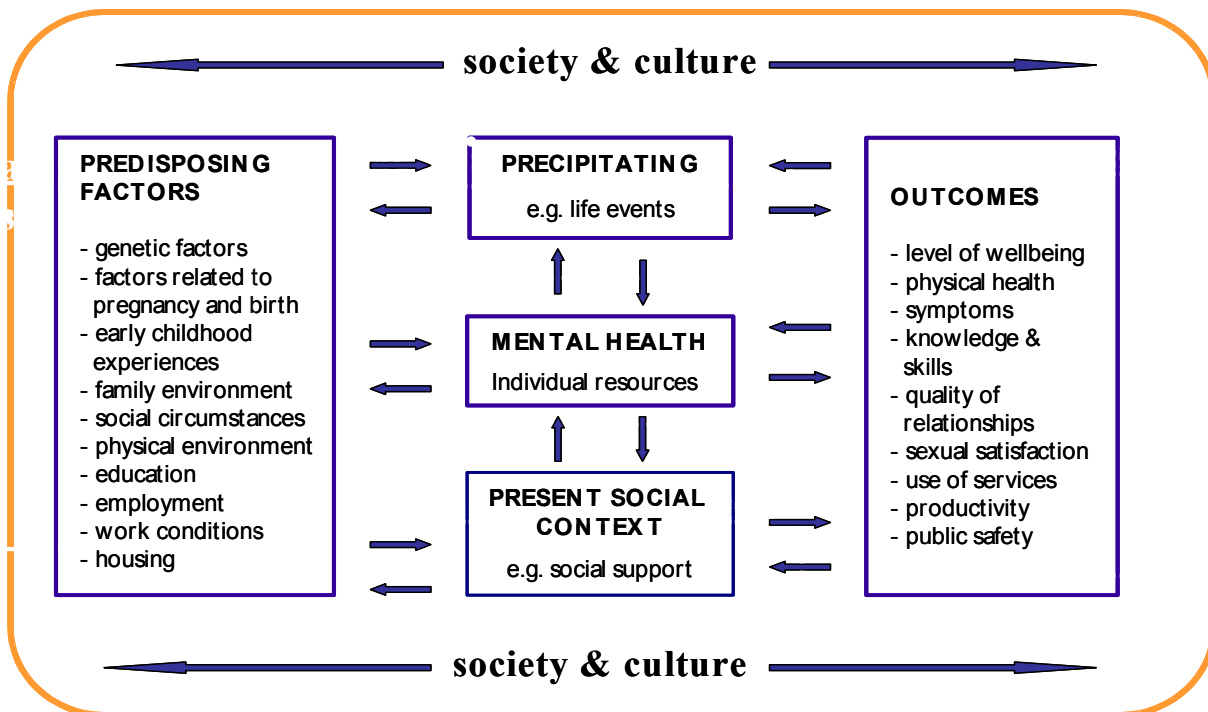 society & culture
PREDISPOSING
FACTORS
- genetic factors
- factors related to
pregnancy and birth
- early childhood
experiences
- family environment
- social circumstances
- physical environment
- education
- employment
- work conditions
- housing
PRECIPITATING
e.g. life events
MENTAL HEALTH
Individual resources
PRESENT SOCIAL
CONTEXT
e.g. social support
OUTCOMES
- level of wellbeing
- physical health
- symptoms
- knowledge &
skills
- quality of
relationships
- sexual satisfaction
- use of services
- productivity
- public safety
society & culture